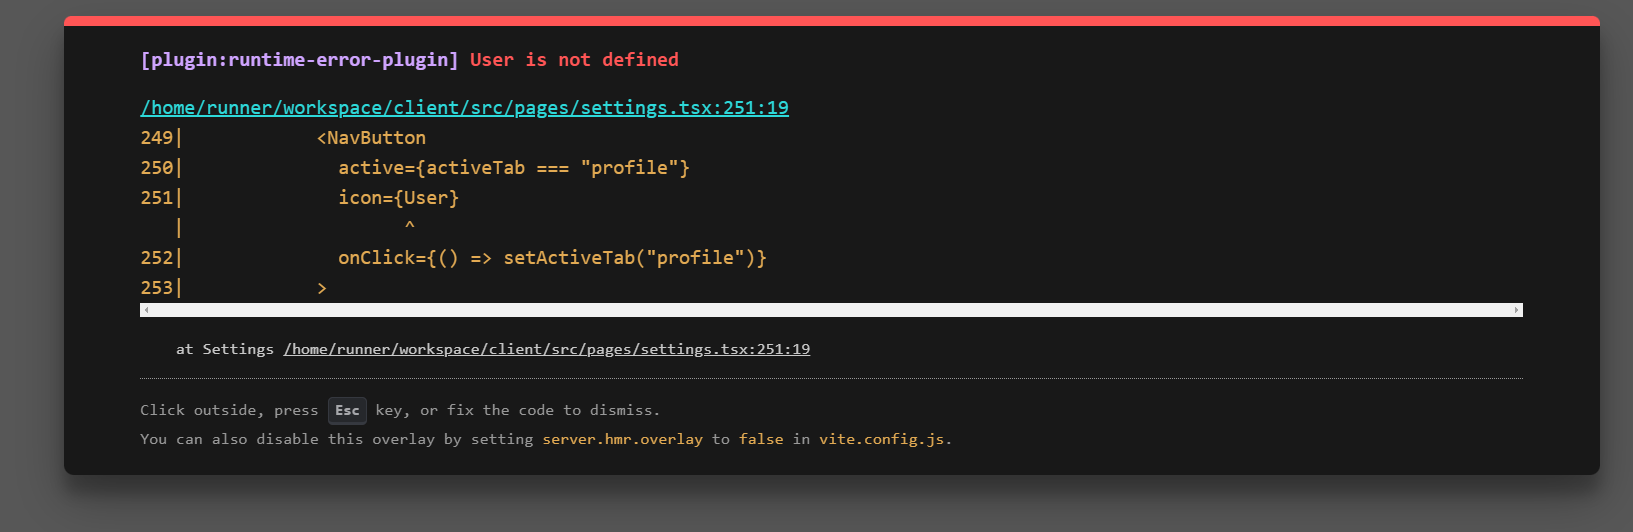 [plugin:runtime-error-plugin] User is not defined
/home/runner/workspace/client/src/pages/settings.tsx:251:19
249|            <NavButton
250|              active={activeTab === "profile"}
251|              icon={User}
   |                    ^
252|              onClick={() => setActiveTab("profile")}
253|            >
at Settings /home/runner/workspace/client/src/pages/settings.tsx:251:19
Click outside, press Esc key, or fix the code to dismiss.
You can also disable this overlay by setting server.hmr.overlay to false in vite.config.js.